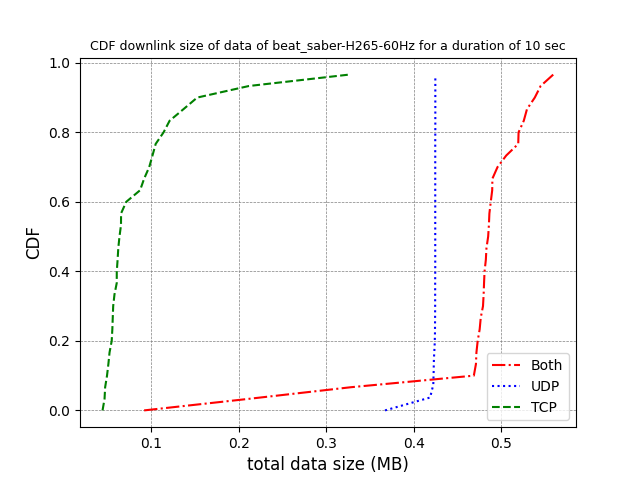 CDF downlink size of data of beat_saber-H265-60Hz for a duration of 10 sec
1.0
0.8
0.6
0.4
0.2
0.0
CDF
0.1
0.2
0.3
0.4
0.5
total data size (MB)
Both
UDP
TCP